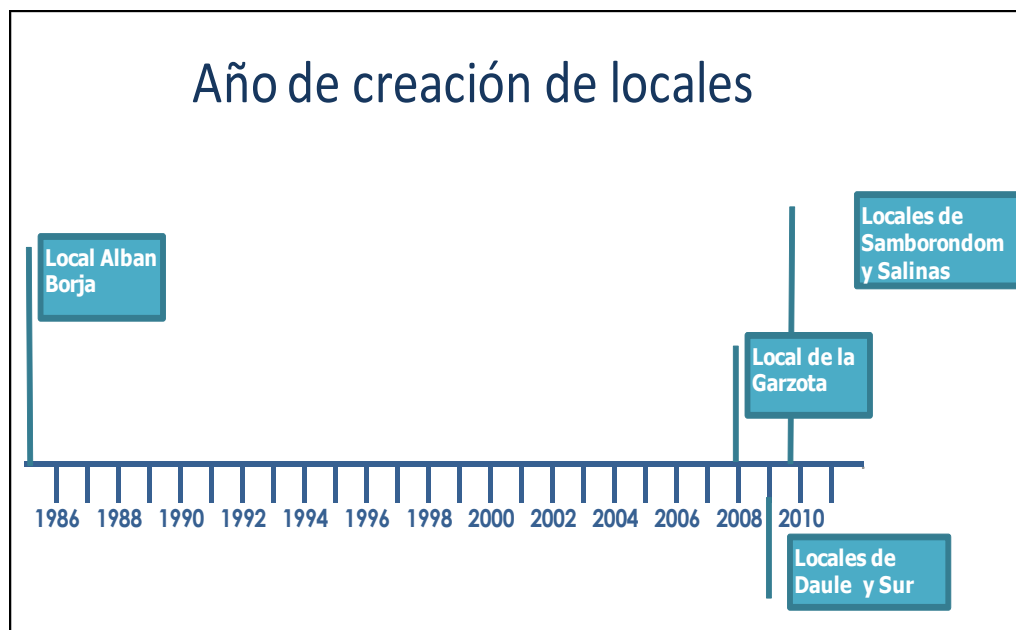 Año de creación de locales
Local Alban
Borja
Locales de
Samborondom
y Salinas
Local de la
Garzota
1986 1988 1990 1992 1994 1996 1998 2000 2002 2004 2006 2008 2010
Locales de
Daule y Sur